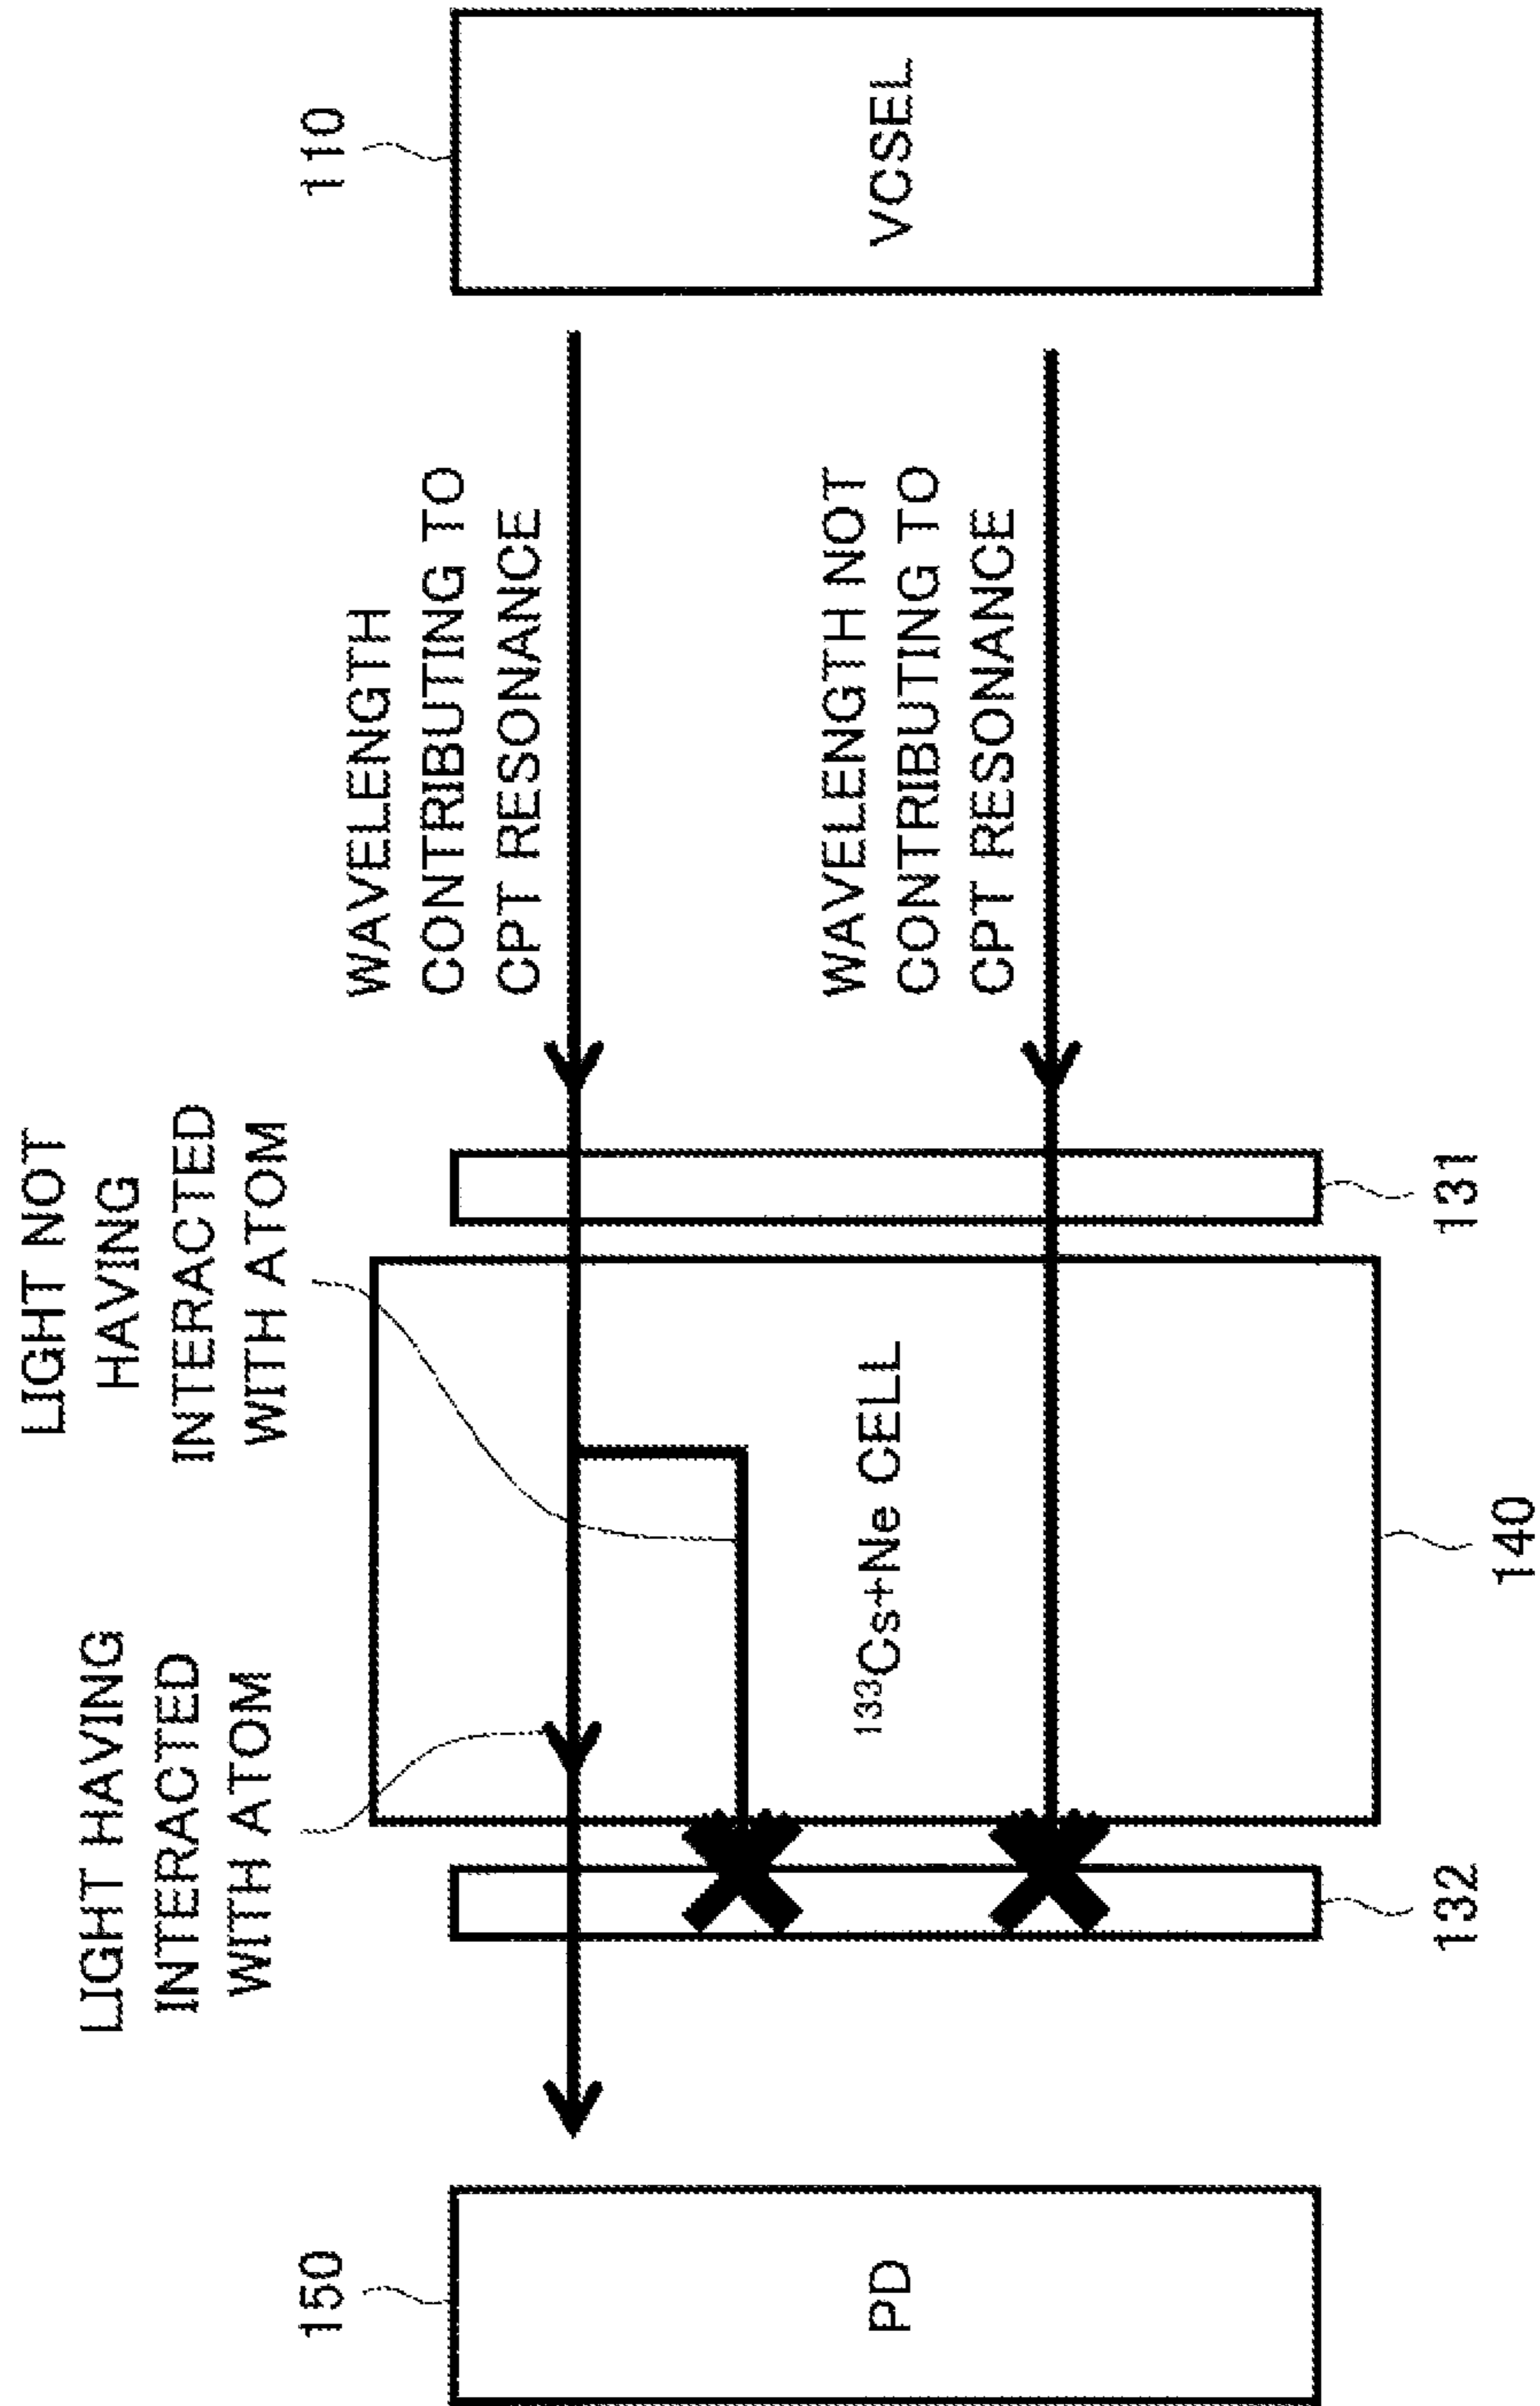 150
PD
LIGHT HAVING
INTERACTED
WITH ATOM
132
LIGHT NOT
HAVING
INTERACTED
WITH ATOM
¹³³Cs+Ne CELL
140
131
WAVELENGTH
CONTRIBUTING TO
CPT RESONANCE
WAVELENGTH NOT
CONTRIBUTING TO
CPT RESONANCE
110
VCSEL